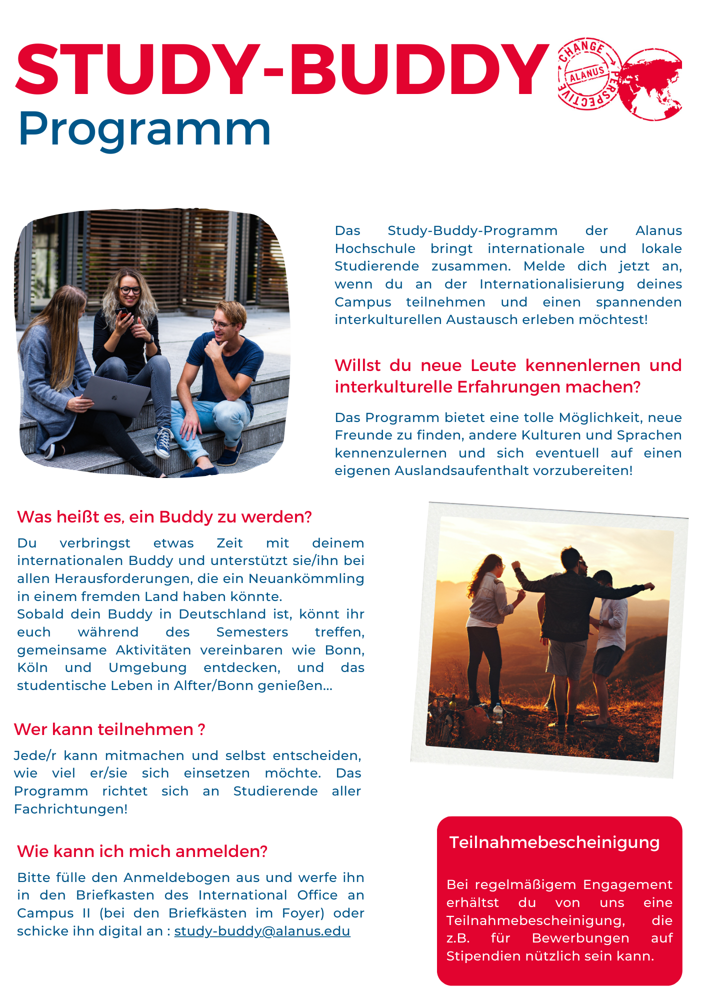 STUDY-BUDDY
Programm
CHANGE
ALANUS
PERSPECTIVE
Das Study-Buddy-Programm der Alanus
Hochschule bringt internationale und lokale
Studierende zusammen. Melde dich jetzt an,
wenn du an der Internationalisierung deines
Campus teilnehmen und einen spannenden
interkulturellen Austausch erleben möchtest!
Willst du neue Leute kennenlernen und
interkulturelle Erfahrungen machen?
Das Programm bietet eine tolle Möglichkeit, neue
Freunde zu finden, andere Kulturen und Sprachen
kennenzulernen und sich eventuell auf einen
eigenen Auslandsaufenthalt vorzubereiten!
Was heißt es, ein Buddy zu werden?
Du verbringst etwas Zeit mit deinem
internationalen Buddy und unterstützt sie/ihn bei
allen Herausforderungen, die ein Neuankömmling
in einem fremden Land haben könnte.
Sobald dein Buddy in Deutschland ist, könnt ihr
euch während des Semesters treffen,
gemeinsame Aktivitäten vereinbaren wie Bonn,
Köln und Umgebung entdecken, und das
studentische Leben in Alfter/Bonn genießen...
Wer kann teilnehmen ?
Jede/r kann mitmachen und selbst entscheiden,
wie viel er/sie sich einsetzen möchte. Das
Programm richtet sich an Studierende aller
Fachrichtungen!
Wie kann ich mich anmelden?
Bitte fülle den Anmeldebogen aus und werfe ihn
in den Briefkasten des International Office an
Campus II (bei den Briefkästen im Foyer) oder
schicke ihn digital an : study-buddy@alanus.edu
Teilnahmebescheinigung
Bei regelmäßigem Engagement
erhältst du von uns eine
Teilnahmebescheinigung, die
z.B. für Bewerbungen auf
Stipendien nützlich sein kann.